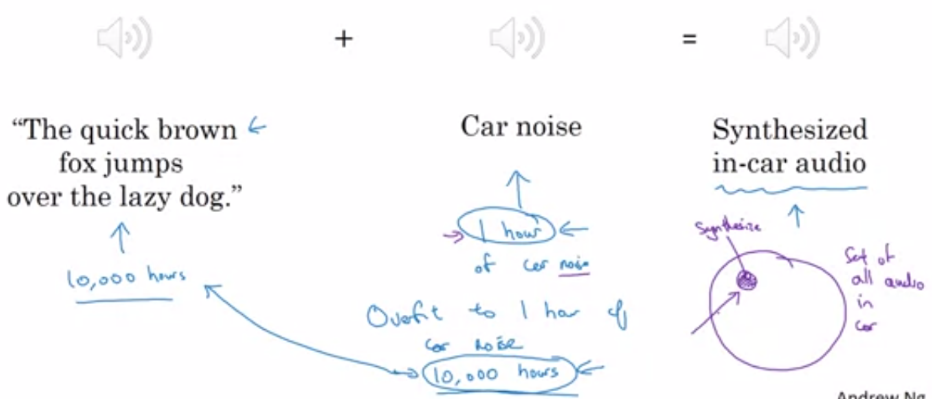 +
=
“The quick brown
fox jumps
over the lazy dog.”
10,000 hours
Car noise
1 hour
of car noise
Overfit to 1 hour of
car noise
10,000 hours
Synthesized
in-car audio
Synthesize
Set of
all audio
in
car
Andrew Ng